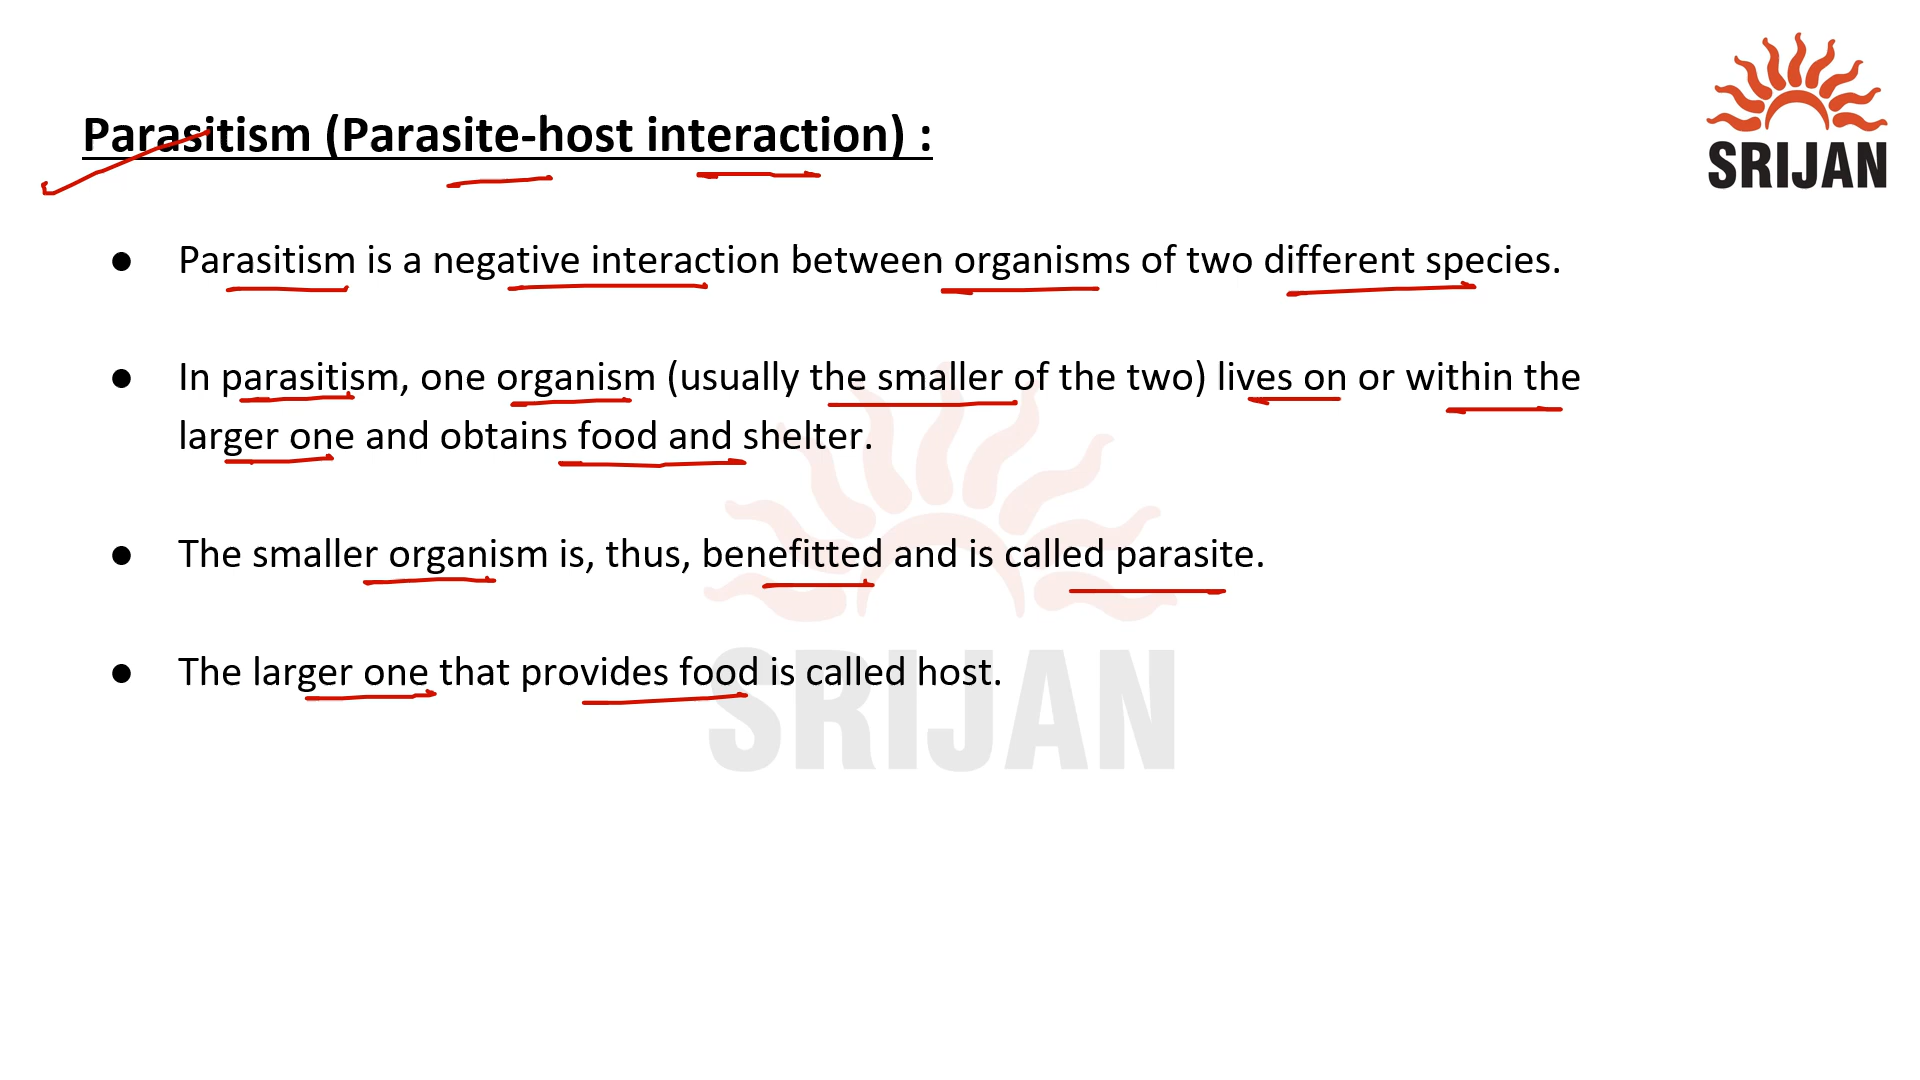 SRIJAN
Parasitism (Parasite-host interaction) :
● Parasitism is a negative interaction between organisms of two different species.
● In parasitism, one organism (usually the smaller of the two) lives on or within the
larger one and obtains food and shelter.
● The smaller organism is, thus, benefitted and is called parasite.
● The larger one that provides food is called host.
SRIJAN